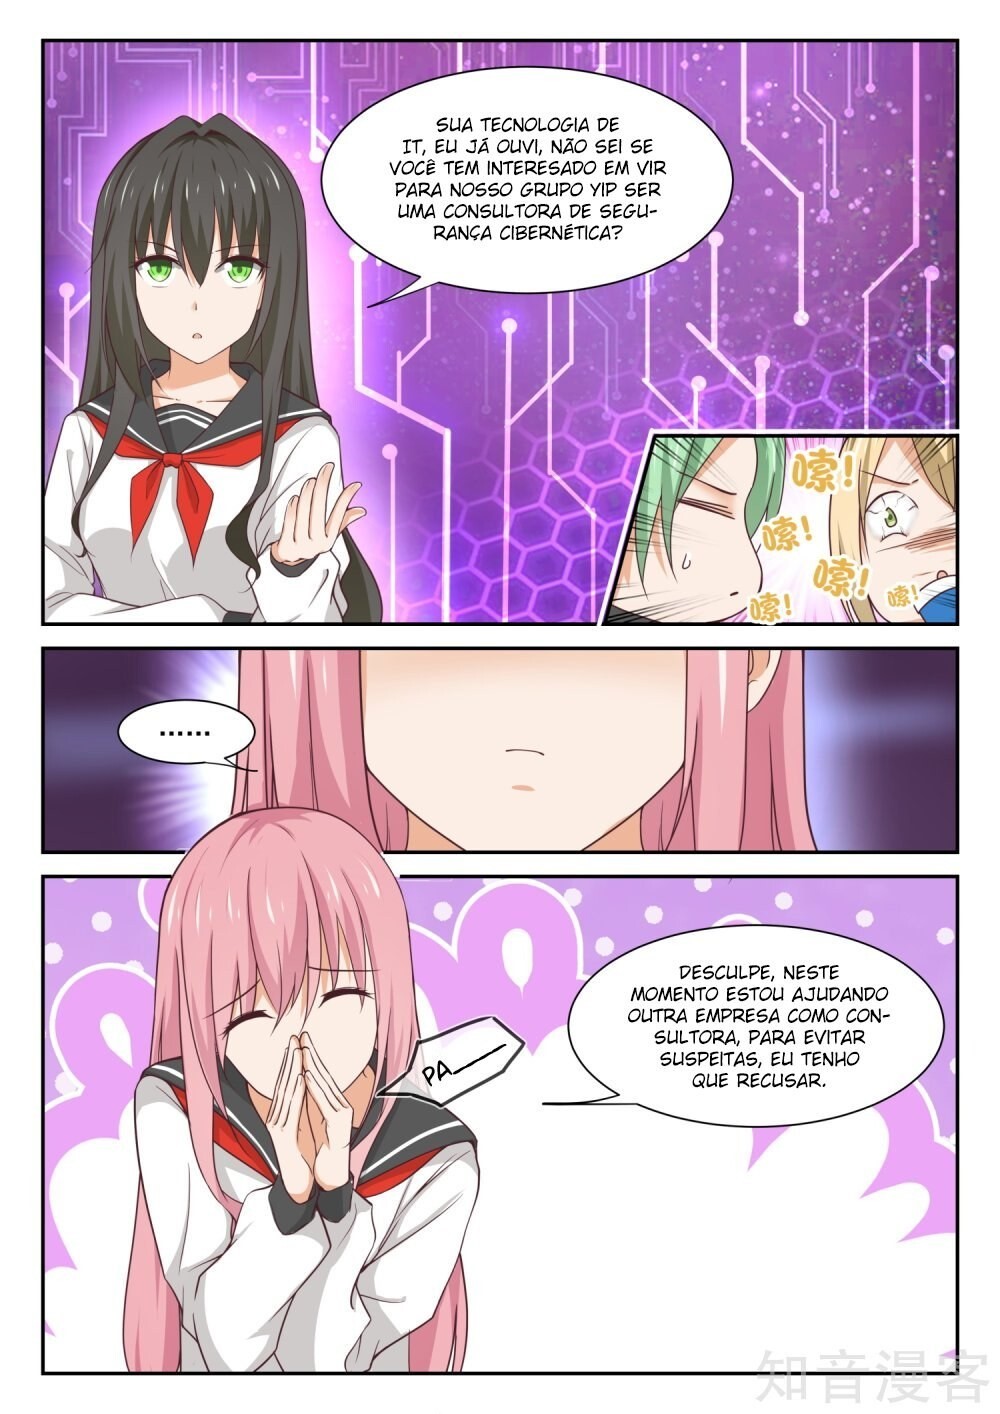 SUA TECNOLOGIA DE
IT, EU JÁ OUVI, NÃO SEI SE
VOCÊ TEM INTERESADO EM VIR
PARA NOSSO GRUPO YIP SER
UMA CONSULTORA DE SEGU-
RANÇA CIBERNÉTICA?
嗦!
嗦!
嗦!
嗦!
嗦!
......
DESCULPE, NESTE
MOMENTO ESTOU AJUDANDO
OUTRA EMPRESA COMO CON-
SULTORA, PARA EVITAR
SUSPEITAS, EU TENHO
QUE RECUSAR.
PA___
知音漫客